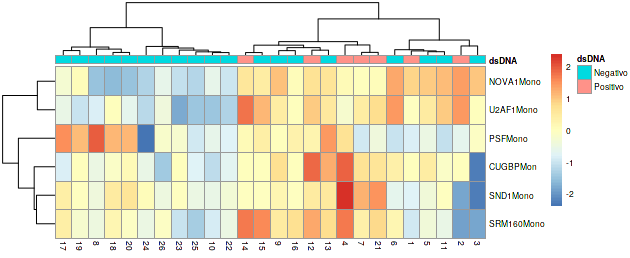 dsDNA
dsDNA
Negativo
Positivo
NOVA1Mono
U2AF1Mono
PSFMono
CUGBPMon
SND1Mono
SRM160Mono
2
1
0
-1
-2
17 19 8 18 20 24 26 23 25 10 22 14 15 9 16 12 13 4 7 21 6 1 5 11 2 3